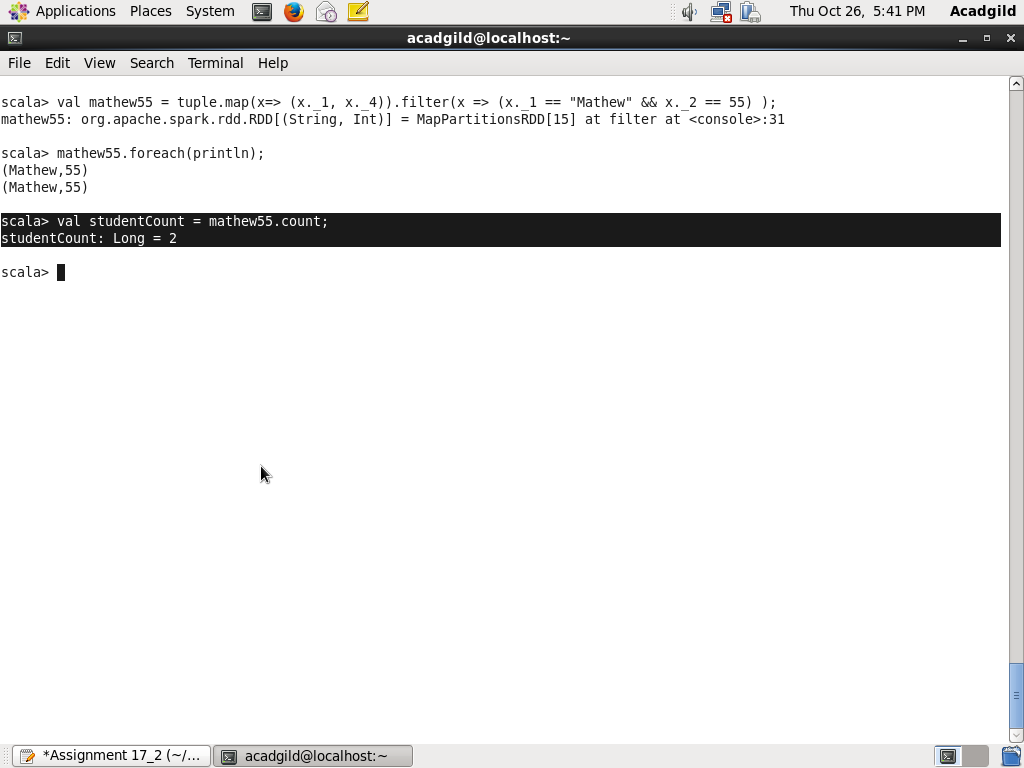 Applications Places System Thu Oct 26, 5:41 PM Acadgild
acadgild@localhost:~
File Edit View Search Terminal Help
scala> val mathew55 = tuple.map(x=> (x._1, x._4)).filter(x => (x._1 == "Mathew" && x._2 == 55) );
mathew55: org.apache.spark.rdd.RDD[(String, Int)] = MapPartitionsRDD[15] at filter at <console>:31
scala> mathew55.foreach(println);
(Mathew,55)
(Mathew,55)
scala> val studentCount = mathew55.count;
studentCount: Long = 2
scala>
*Assignment 17_2 (~/... acadgild@localhost:~